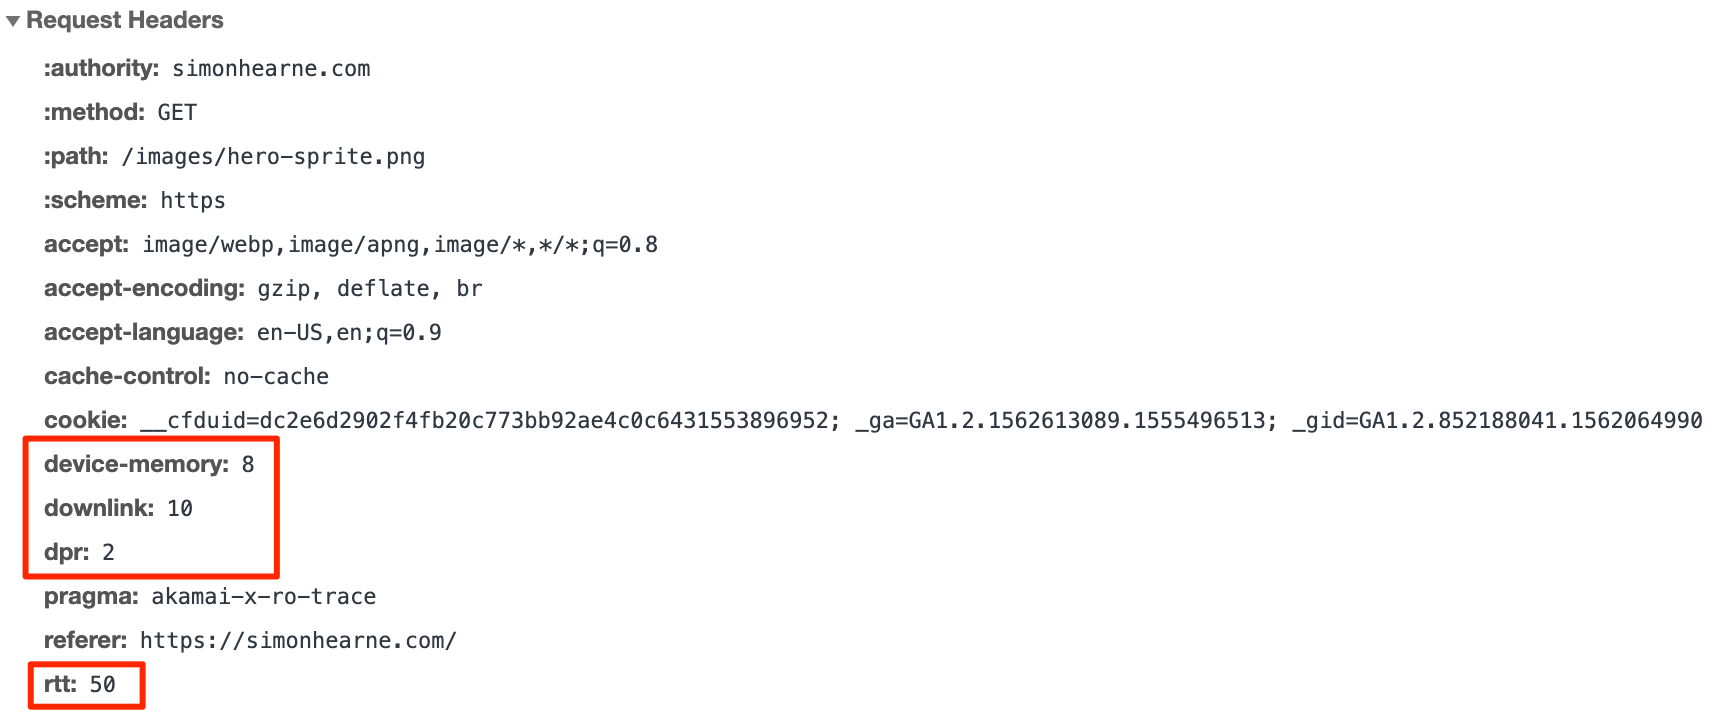 Request Headers
:authority: simonhearne.com
:method: GET
:path: /images/hero-sprite.png
:scheme: https
accept: image/webp,image/apng,image/*,*/*;q=0.8
accept-encoding: gzip, deflate, br
accept-language: en-US,en;q=0.9
cache-control: no-cache
cookie: __cfduid=dc2e6d2902f4fb20c773bb92ae4c0c6431553896952; _ga=GA1.2.1562613089.1555496513; _gid=GA1.2.852188041.1562064990
device-memory: 8
downlink: 10
dpr: 2
pragma: akamai-x-ro-trace
referer: https://simonhearne.com/
rtt: 50